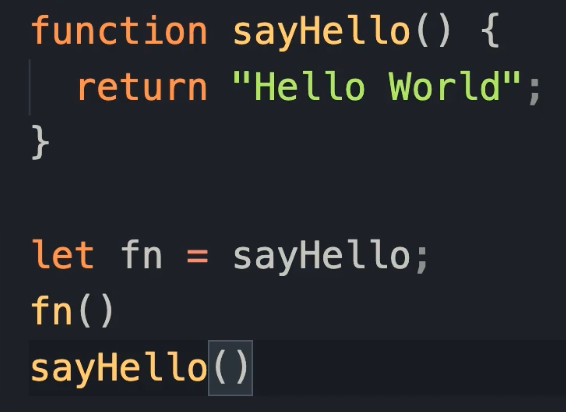 function sayHello() {
  return "Hello World";
}

let fn = sayHello;
fn()
sayHello()